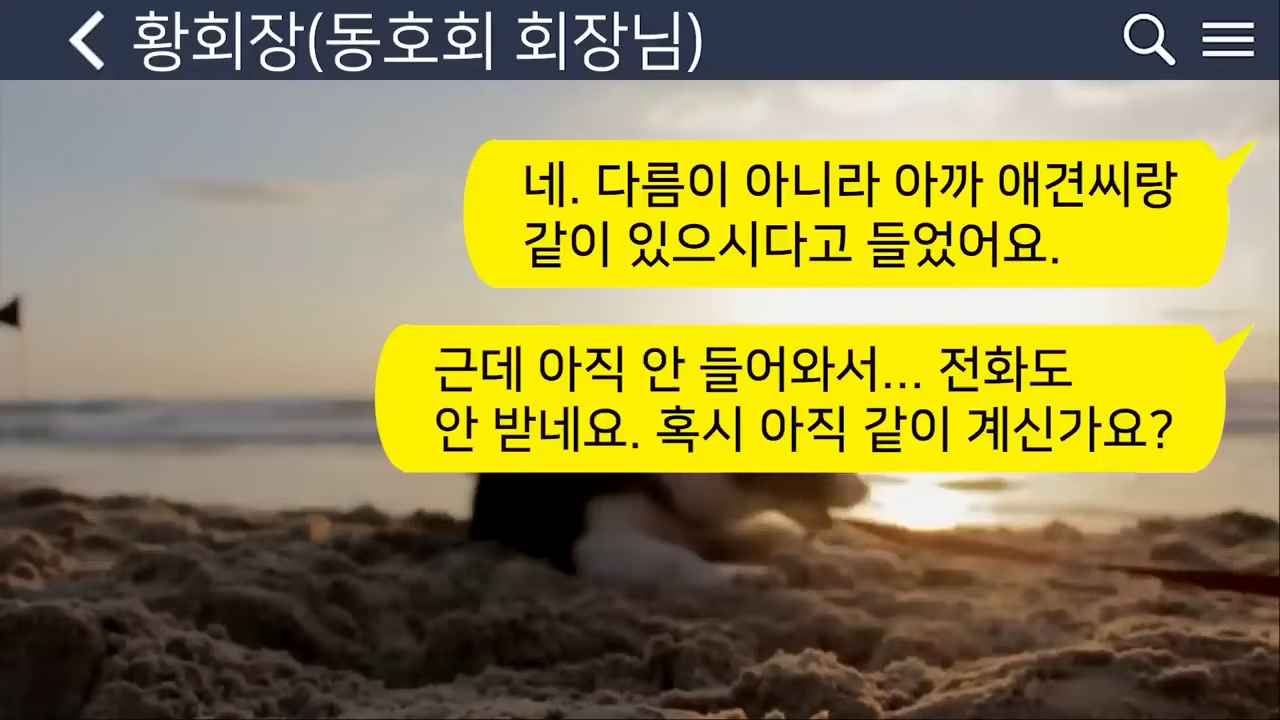 황회장(동호회 회장님)
네. 다름이 아니라 아까 애견씨랑
같이 있으시다고 들었어요.
근데 아직 안 들어와서... 전화도
안 받네요. 혹시 아직 같이 계신가요?